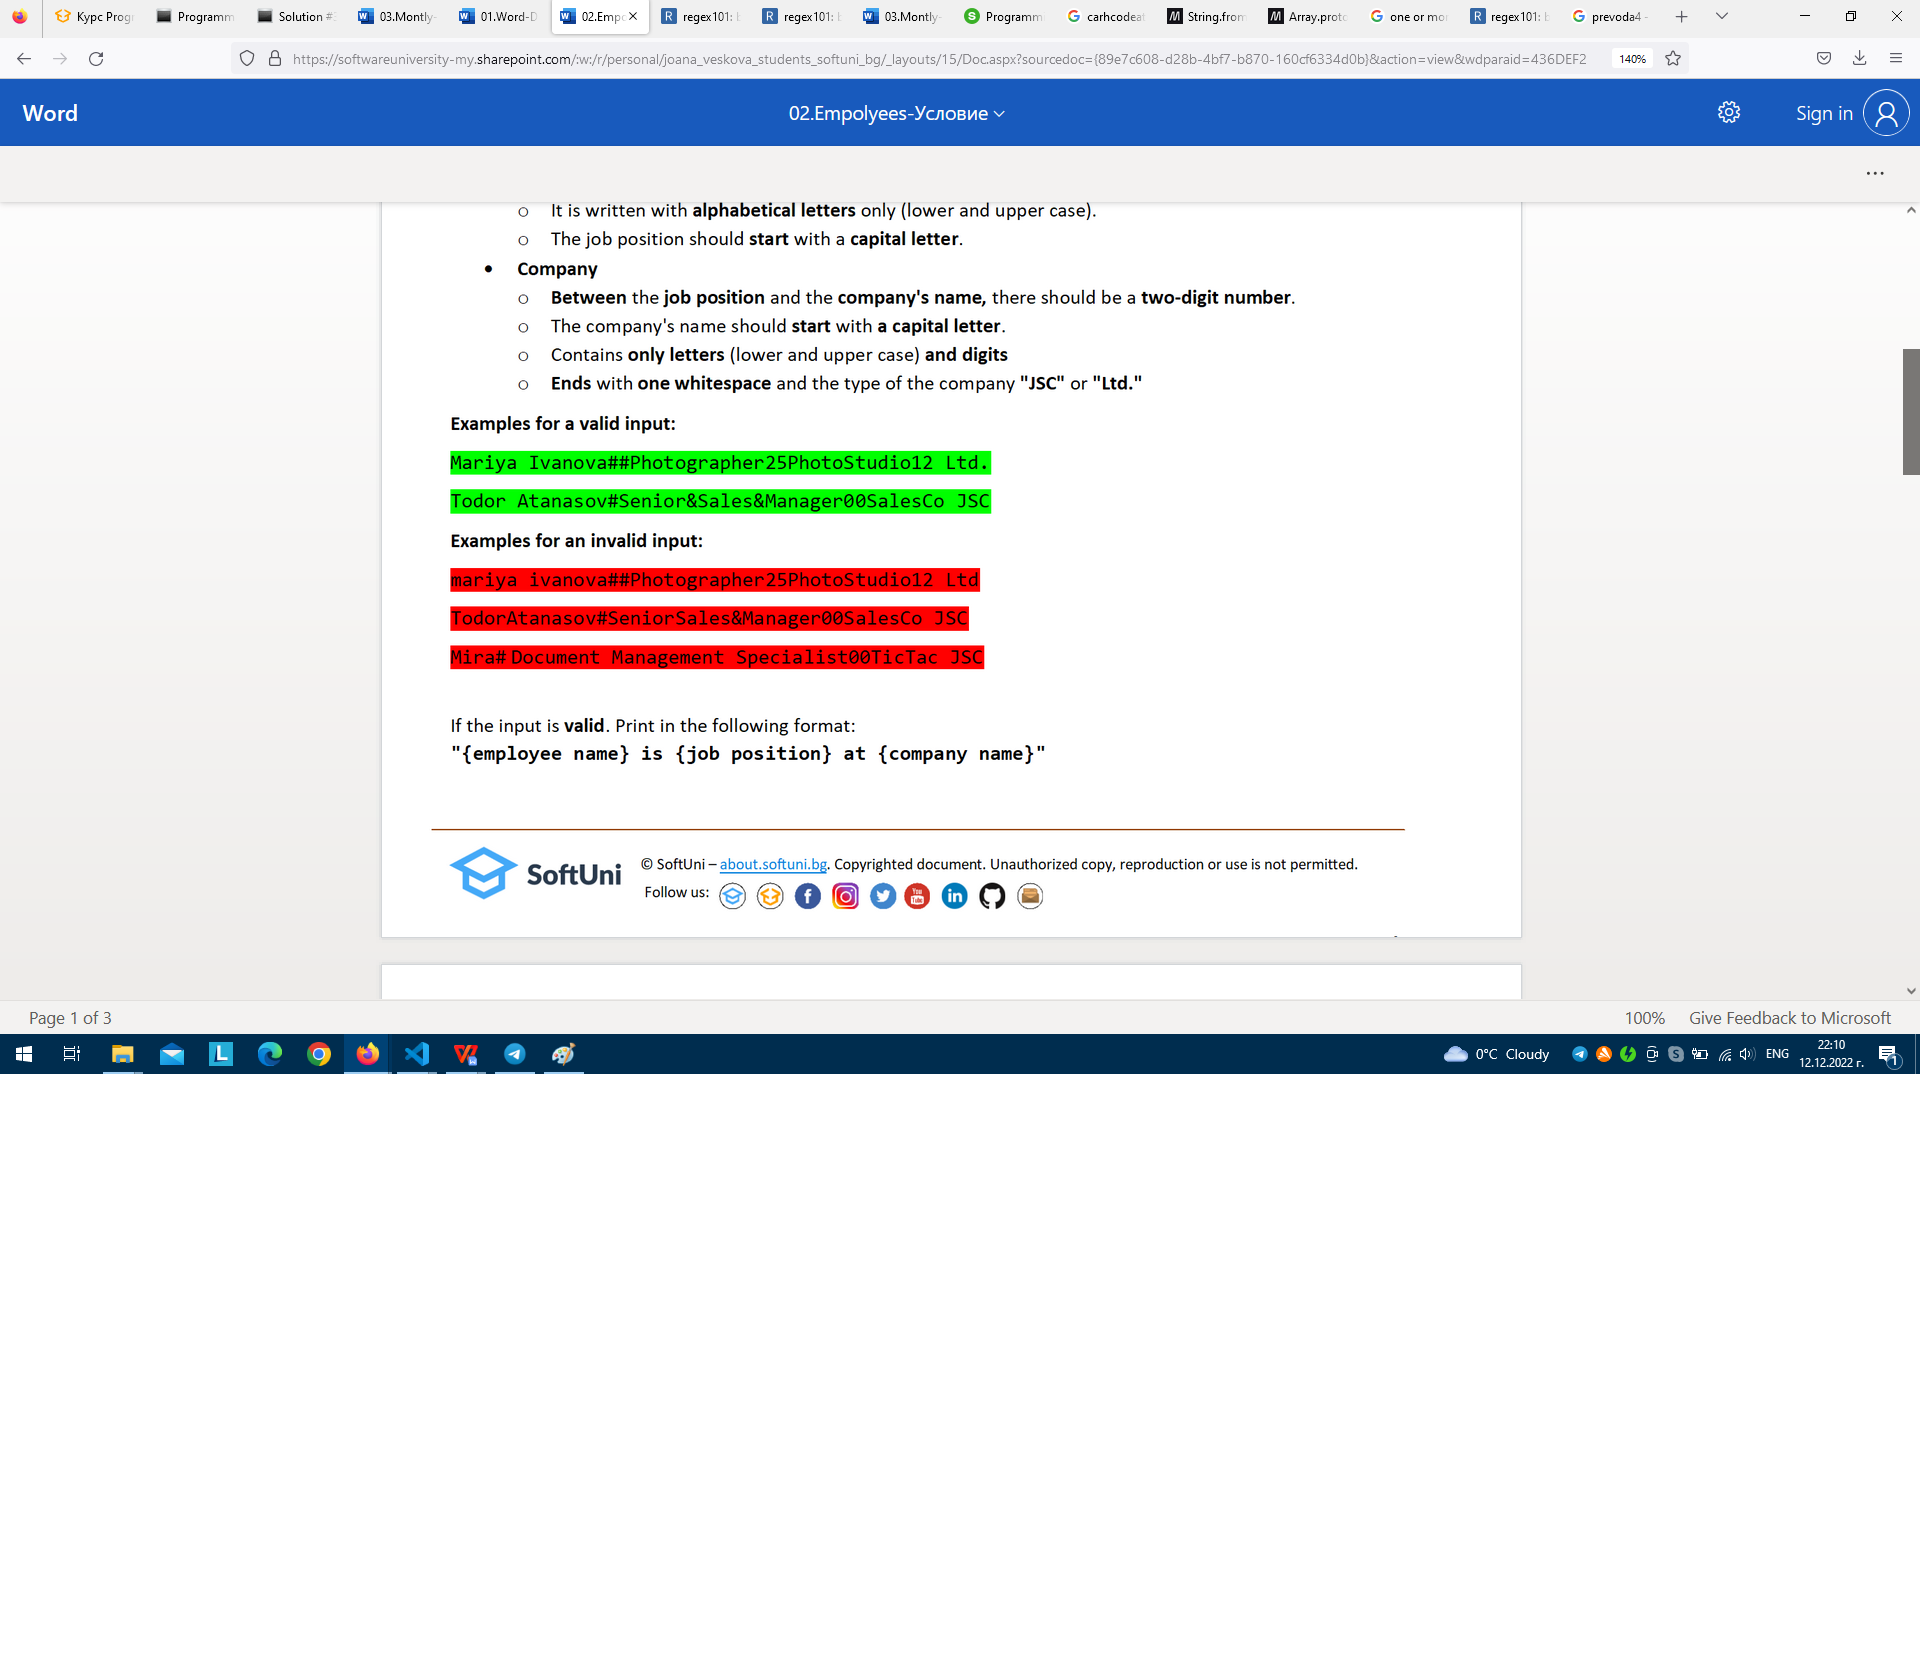 Курс Progr
Programm
Solution #
03.Montly-
01.Word-D
02.Empo
regex101: b
regex101: b
03.Montly-
Programm
carhcodeat
String.from
Array.proto
one or mor
regex101: b
prevoda4 -
https://softwareuniversity-my.sharepoint.com/:w:/r/personal/joana_veskova_students_softuni_bg/_layouts/15/Doc.aspx?sourcedoc={89e7c608-d28b-4bf7-b870-160cf6334d0b}&action=view&wdparaid=436DEF2
140%
Word
02.Empolyees-Условие
Sign in
o It is written with alphabetical letters only (lower and upper case).
o The job position should start with a capital letter.
• Company
o Between the job position and the company's name, there should be a two-digit number.
o The company's name should start with a capital letter.
o Contains only letters (lower and upper case) and digits
o Ends with one whitespace and the type of the company "JSC" or "Ltd."
Examples for a valid input:
Mariya Ivanova##Photographer25PhotoStudio12 Ltd.
Todor Atanasov#Senior&Sales&Manager00SalesCo JSC
Examples for an invalid input:
mariya ivanova##Photographer25PhotoStudio12 Ltd
TodorAtanasov#SeniorSales&Manager00SalesCo JSC
Mira# Document Management Specialist00TicTac JSC
If the input is valid. Print in the following format:
"{employee name} is {job position} at {company name}"
SoftUni
© SoftUni – about.softuni.bg. Copyrighted document. Unauthorized copy, reproduction or use is not permitted.
Follow us:
Page 1 of 3
100%
Give Feedback to Microsoft
0°C Cloudy
ENG
22:10
12.12.2022 г.
1